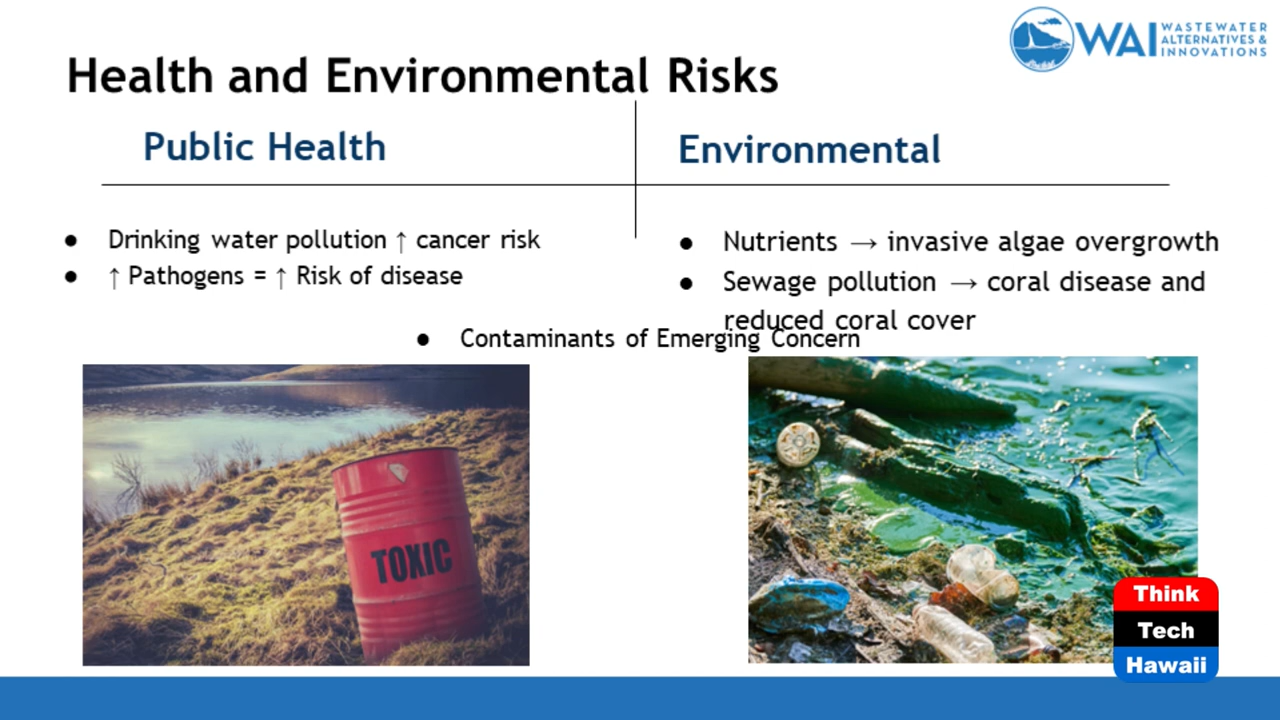 WAI WASTEWATER
ALTERNATIVES &
INNOVATIONS
Health and Environmental Risks
Public Health
● Drinking water pollution ↑ cancer risk
● ↑ Pathogens = ↑ Risk of disease
Environmental
● Nutrients → invasive algae overgrowth
● Sewage pollution → coral disease and
reduced coral cover
● Contaminants of Emerging Concern
TOXIC
Think
Tech
Hawaii